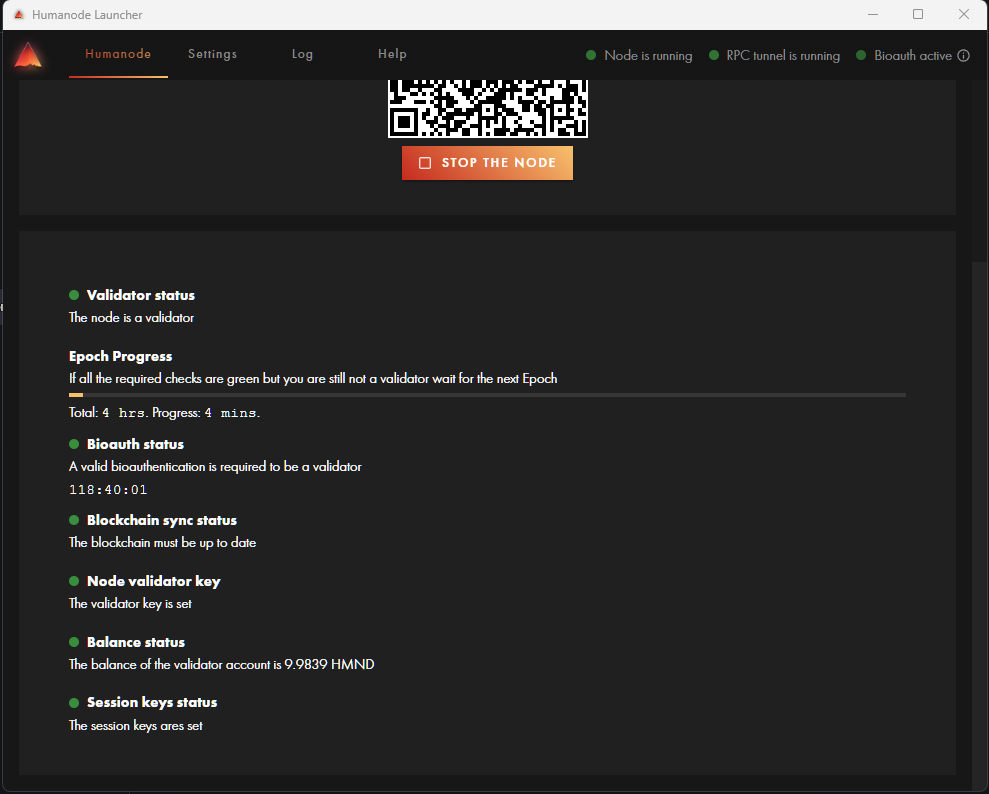 Humanode Launcher
Humanode Settings Log Help Node is running RPC tunnel is running Bioauth active
STOP THE NODE
Validator status
The node is a validator
Epoch Progress
If all the required checks are green but you are still not a validator wait for the next Epoch
Total: 4 hrs. Progress: 4 mins.
Bioauth status
A valid bioauthentication is required to be a validator
118:40:01
Blockchain sync status
The blockchain must be up to date
Node validator key
The validator key is set
Balance status
The balance of the validator account is 9.9839 HMND
Session keys status
The session keys ares set